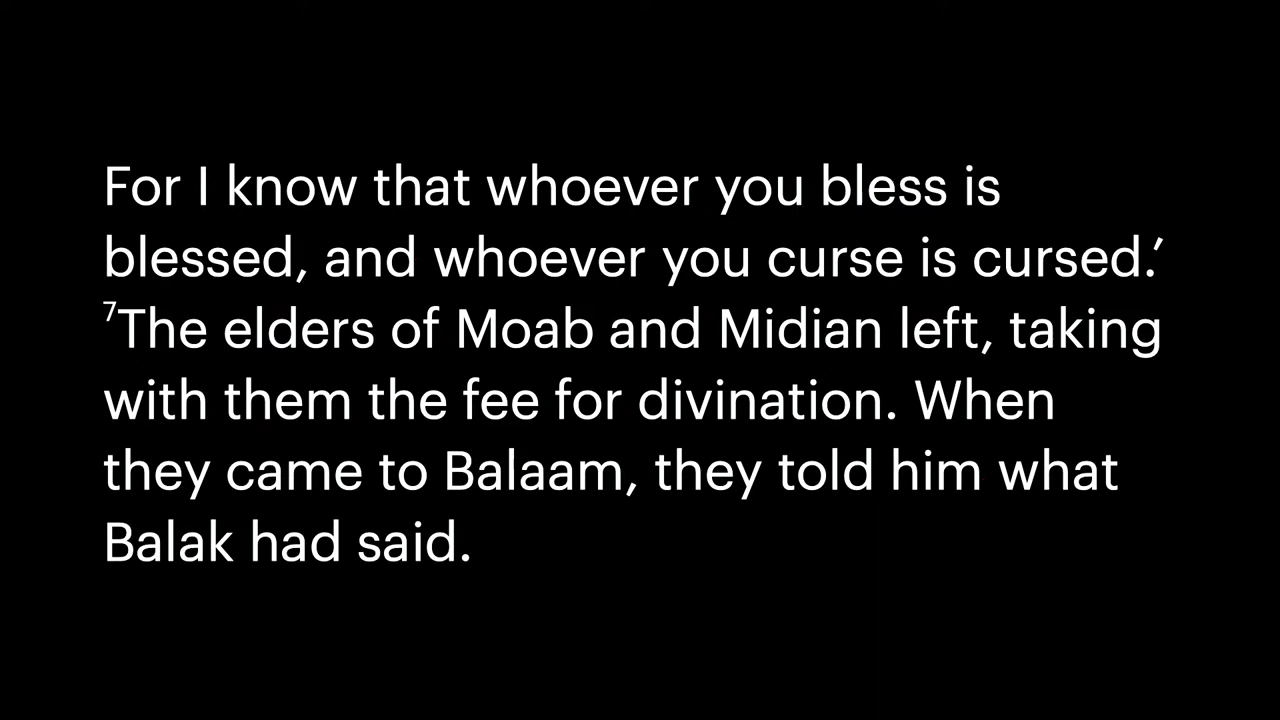 For I know that whoever you bless is
blessed, and whoever you curse is cursed.’
⁷The elders of Moab and Midian left, taking
with them the fee for divination. When
they came to Balaam, they told him what
Balak had said.